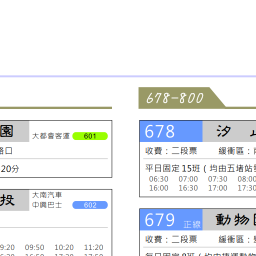 678-800
園
大都會客運 601
路口
20分
投
大南汽車
中興巴士 602
09:20 09:50 10:20 11:20
678 汐
收費：二段票 緩衝區：
平日固定15班（均由五堵站
06:30 07:00 07:30 08:00
16:00 16:30 17:00 17:30
679 正線 動物園
收費：二段票 緩衝區：